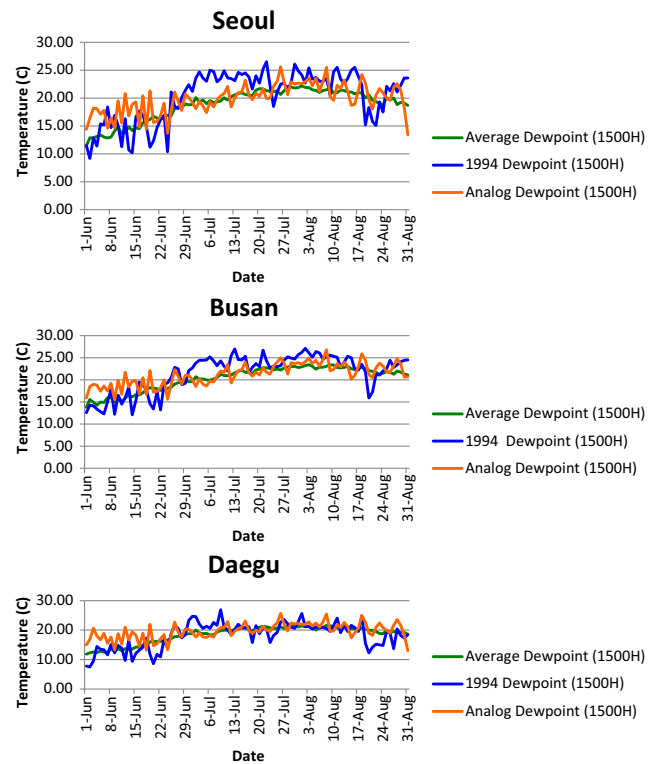 Seoul
Temperature (C)
30.00
25.00
20.00
15.00
10.00
5.00
0.00
1-Jun
8-Jun
15-Jun
22-Jun
29-Jun
6-Jul
13-Jul
20-Jul
27-Jul
3-Aug
10-Aug
17-Aug
24-Aug
31-Aug
Date
Average Dewpoint (1500H)
1994 Dewpoint (1500H)
Analog Dewpoint (1500H)
Busan
Temperature (C)
30.00
25.00
20.00
15.00
10.00
5.00
0.00
1-Jun
8-Jun
15-Jun
22-Jun
29-Jun
6-Jul
13-Jul
20-Jul
27-Jul
3-Aug
10-Aug
17-Aug
24-Aug
31-Aug
Date
Average Dewpoint (1500H)
1994 Dewpoint (1500H)
Analog Dewpoint (1500H)
Daegu
Temperature (C)
30.00
20.00
10.00
0.00
1-Jun
8-Jun
15-Jun
22-Jun
29-Jun
6-Jul
13-Jul
20-Jul
27-Jul
3-Aug
10-Aug
17-Aug
24-Aug
31-Aug
Date
Average Dewpoint (1500H)
1994 Dewpoint (1500H)
Analog Dewpoint (1500H)